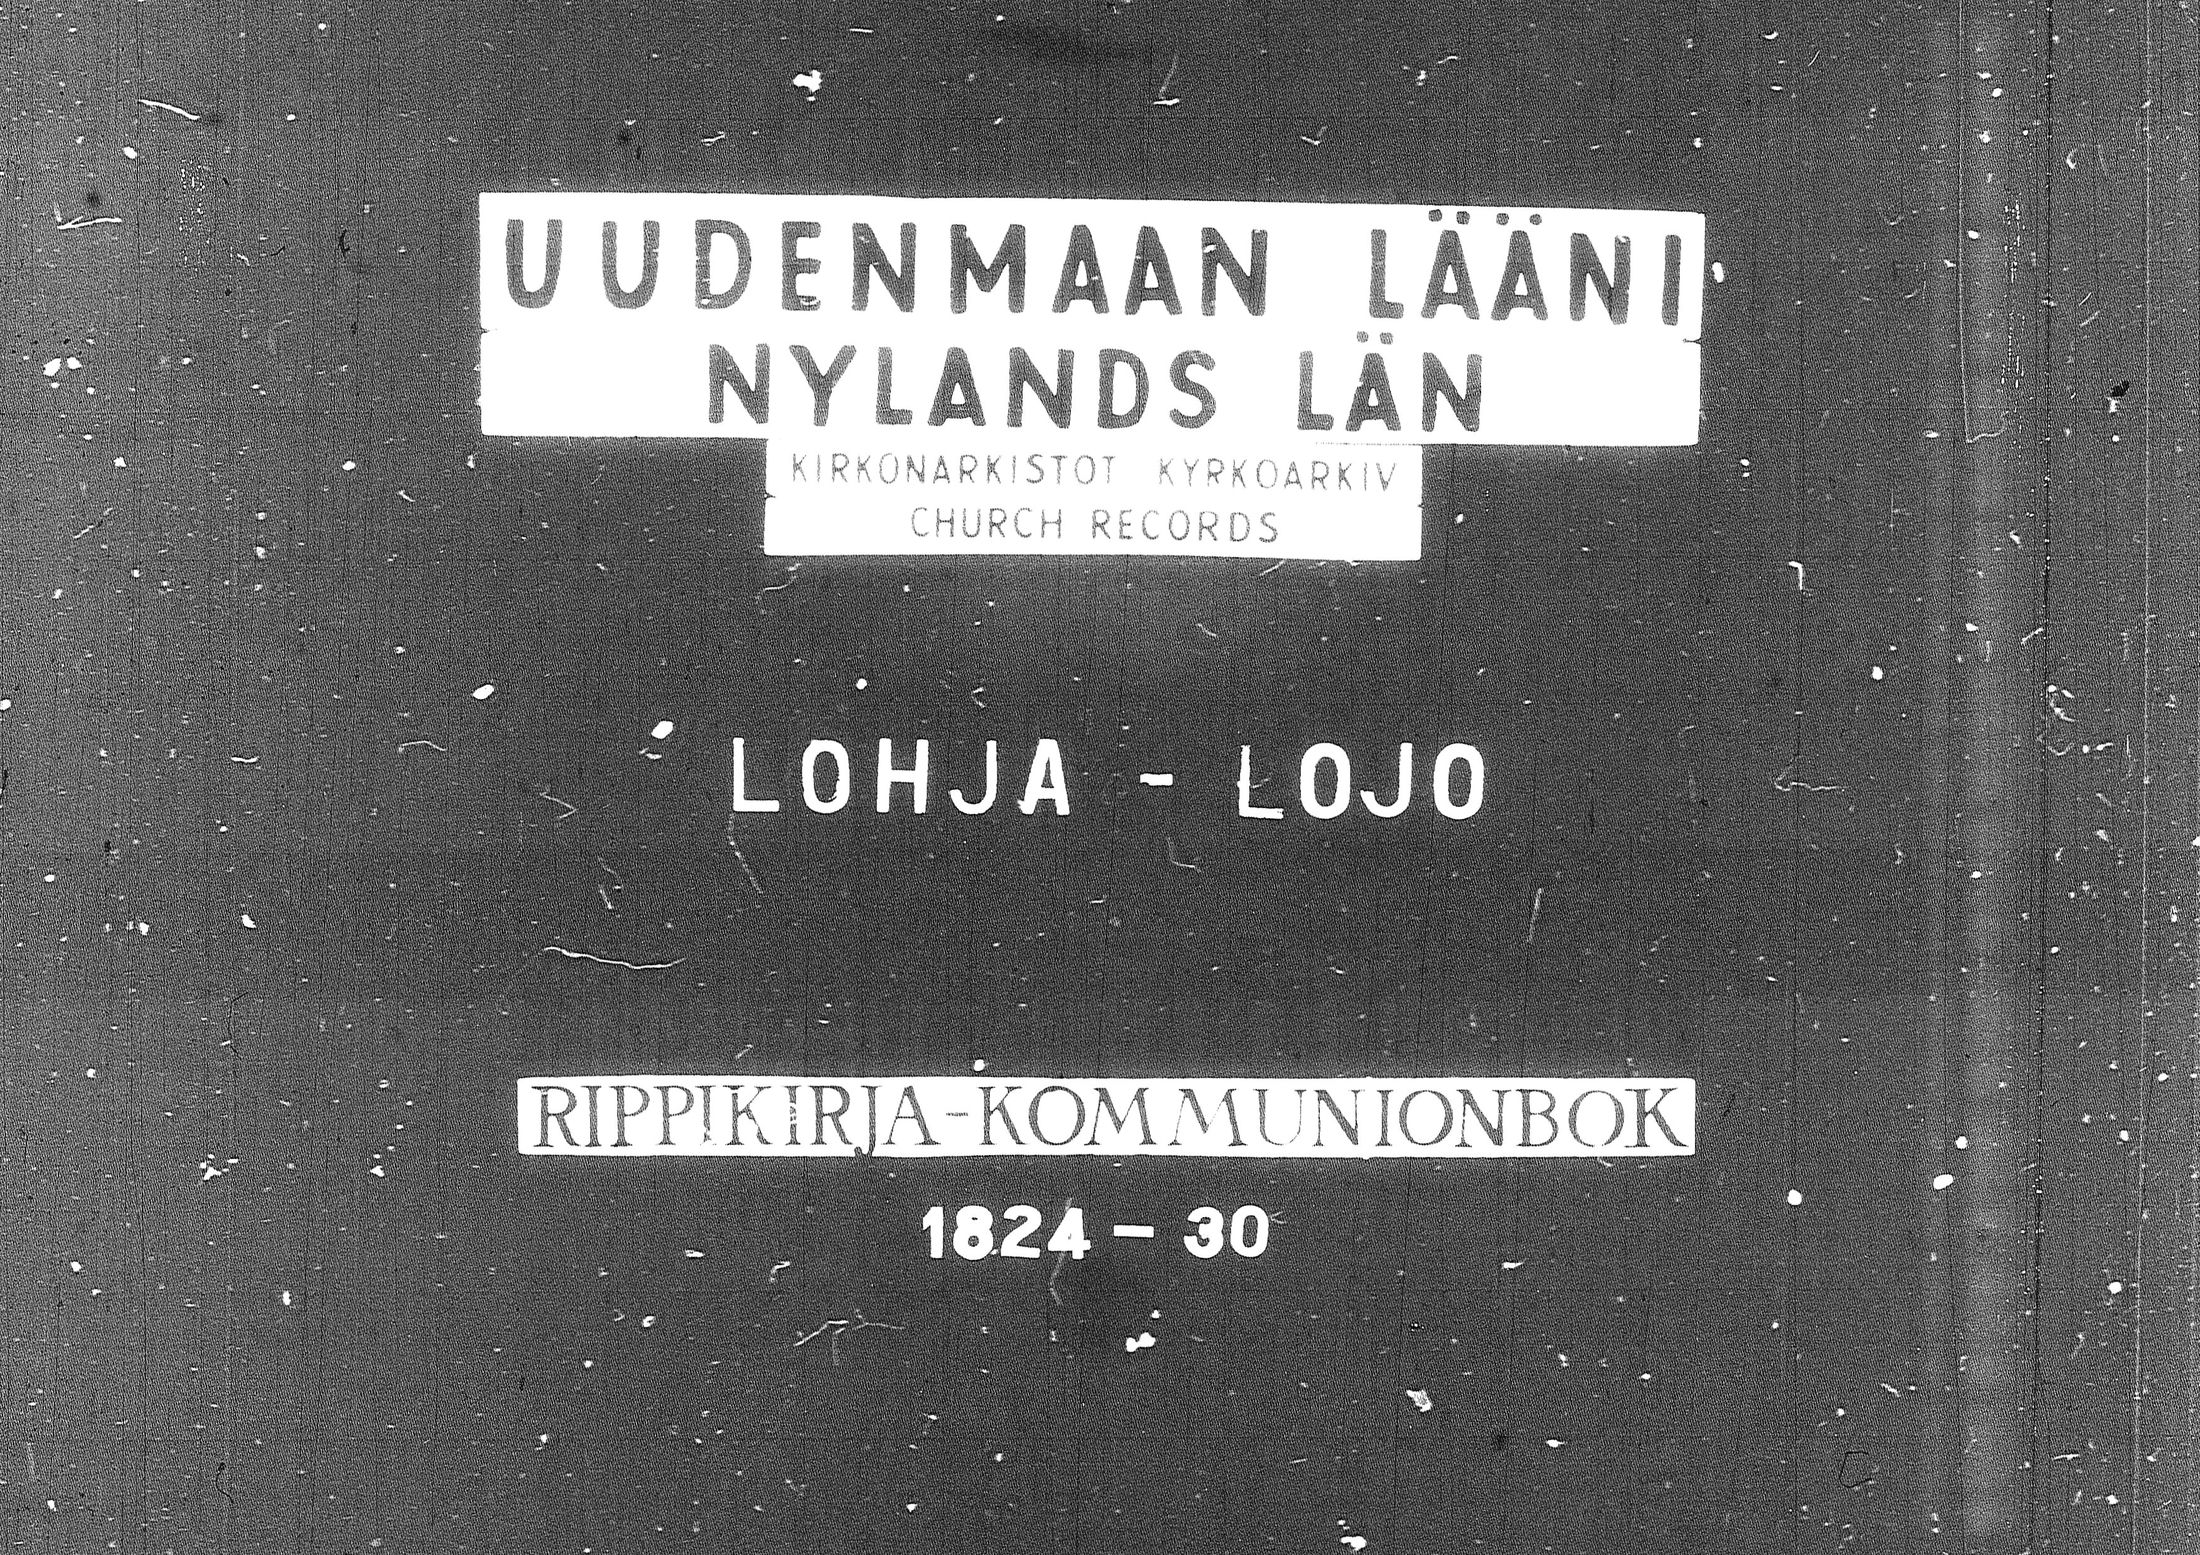 UUDENMAAN LÄÄNI
NYLANDS LÄN
KIRKONARKISTOT KYRKOARKIV
CHURCH RECORDS
LOHJA - LOJO
RIPPIKIRJA-KOMMUNIONBOK
1824 - 30